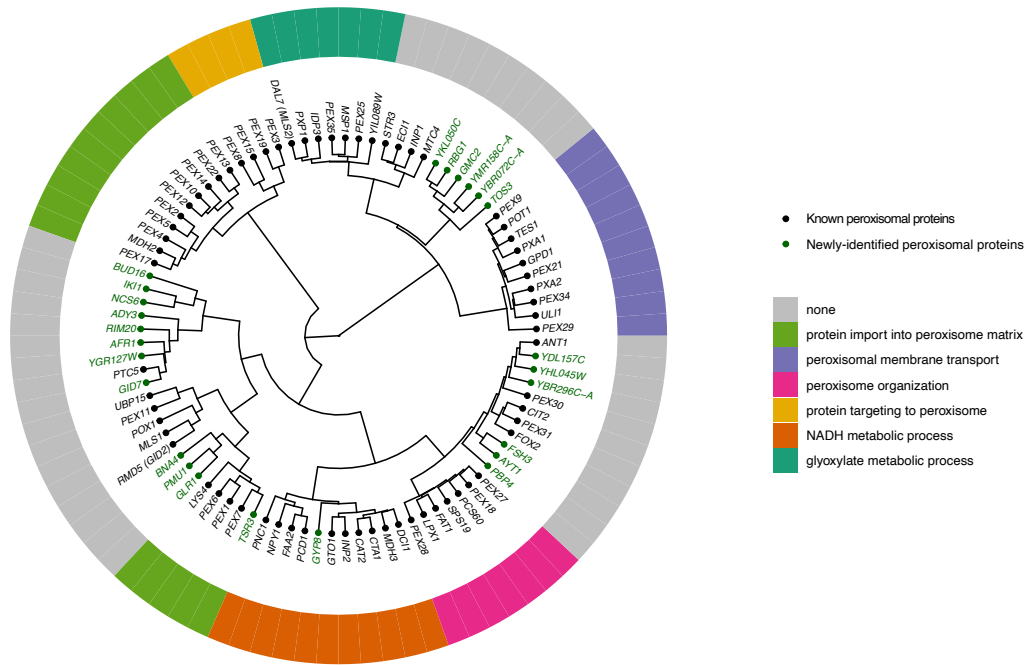 DAL7 (MLS2)
PXP1
IDP3
PEX35
MSP1
PEX25
YIL089W
STR3
ECI1
INP1
MTC4
YKL050C
RBG1
GMC2
YMR158C-A
YBR072C-A
TOS3
PEX9
POT1
TES1
PXA1
GPD1
PEX21
PXA2
PEX34
ULI1
PEX29
ANT1
YDL157C
YHL045W
YBR296C-A
PEX30
CIT2
PEX31
FOX2
FSH3
AYT1
PBP4
PEX27
PEX18
PCS60
SPS19
FAT1
LPX1
PEX28
DCI1
MDH3
CTA1
CAT2
INP2
GTO1
GYP8
PCD1
FAA2
NPY1
PNC1
TSR3
PEX7
PEX1
PEX6
LYS4
GLR1
PMU1
BNA4
RMD5 (GID2)
MLS1
POX1
PEX11
UBP15
GID7
PTC5
YGR127W
AFR1
RIM20
ADY3
NCS6
IKI1
BUD16
PEX17
MDH2
PEX4
PEX5
PEX2
PEX12
PEX10
PEX14
PEX22
PEX13
PEX8
PEX15
PEX19
PEX3
Known peroxisomal proteins
Newly-identified peroxisomal proteins
none
protein import into peroxisome matrix
peroxisomal membrane transport
peroxisome organization
protein targeting to peroxisome
NADH metabolic process
glyoxylate metabolic process